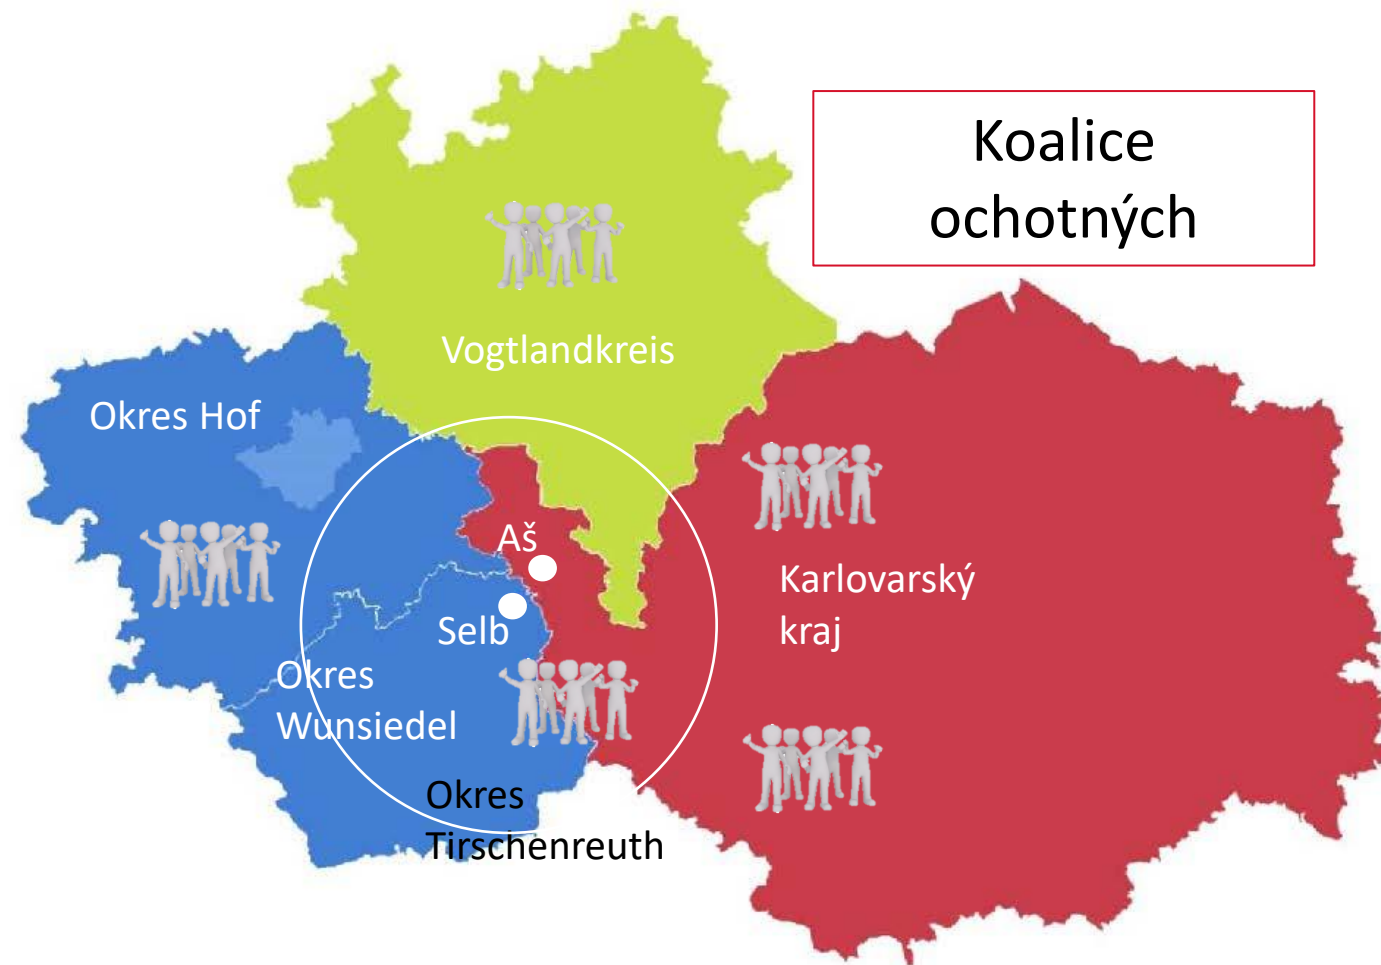 Koalice
ochotných
Vogtlandkreis
Okres Hof
Aš
Karlovarský
kraj
Selb
Okres
Wunsiedel
Okres
Tirschenreuth